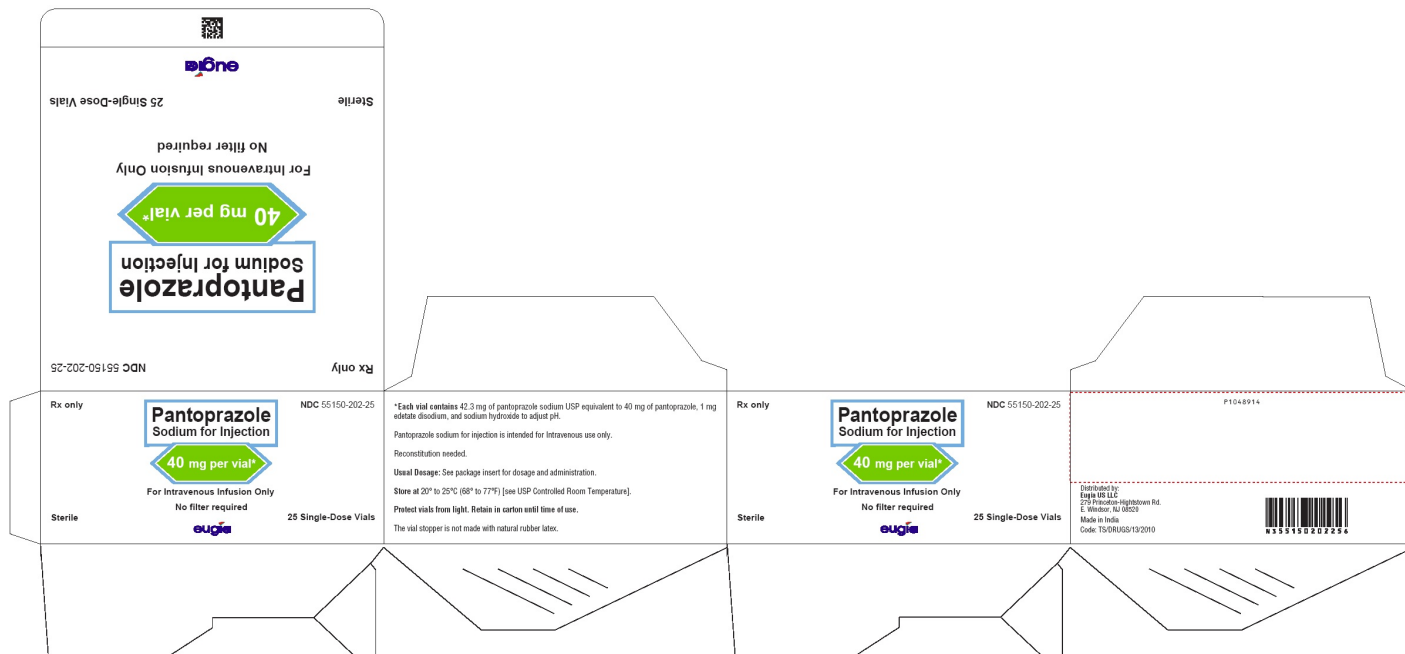 eugia
25 Single-Dose Vials
Sterile
No filter required
For Intravenous Infusion Only
40 mg per vial*
Pantoprazole
Sodium for Injection
NDC 55150-202-25
Rx only
Rx only
NDC 55150-202-25
Pantoprazole
Sodium for Injection
40 mg per vial*
For Intravenous Infusion Only
No filter required
Sterile
25 Single-Dose Vials
eugia
*Each vial contains 42.3 mg of pantoprazole sodium USP equivalent to 40 mg of pantoprazole, 1 mg
edetate disodium, and sodium hydroxide to adjust pH.
Pantoprazole sodium for injection is intended for Intravenous use only.
Reconstitution needed.
Usual Dosage: See package insert for dosage and administration.
Store at 20° to 25°C (68° to 77°F) [see USP Controlled Room Temperature].
Protect vials from light. Retain in carton until time of use.
The vial stopper is not made with natural rubber latex.
Rx only
NDC 55150-202-25
Pantoprazole
Sodium for Injection
40 mg per vial*
For Intravenous Infusion Only
No filter required
Sterile
25 Single-Dose Vials
eugia
P1048914
Distributed by:
Eugia US LLC
279 Princeton-Hightstown Rd.
E. Windsor, NJ 08520
Made in India
Code: TS/DRUGS/13/2010
N355150202256